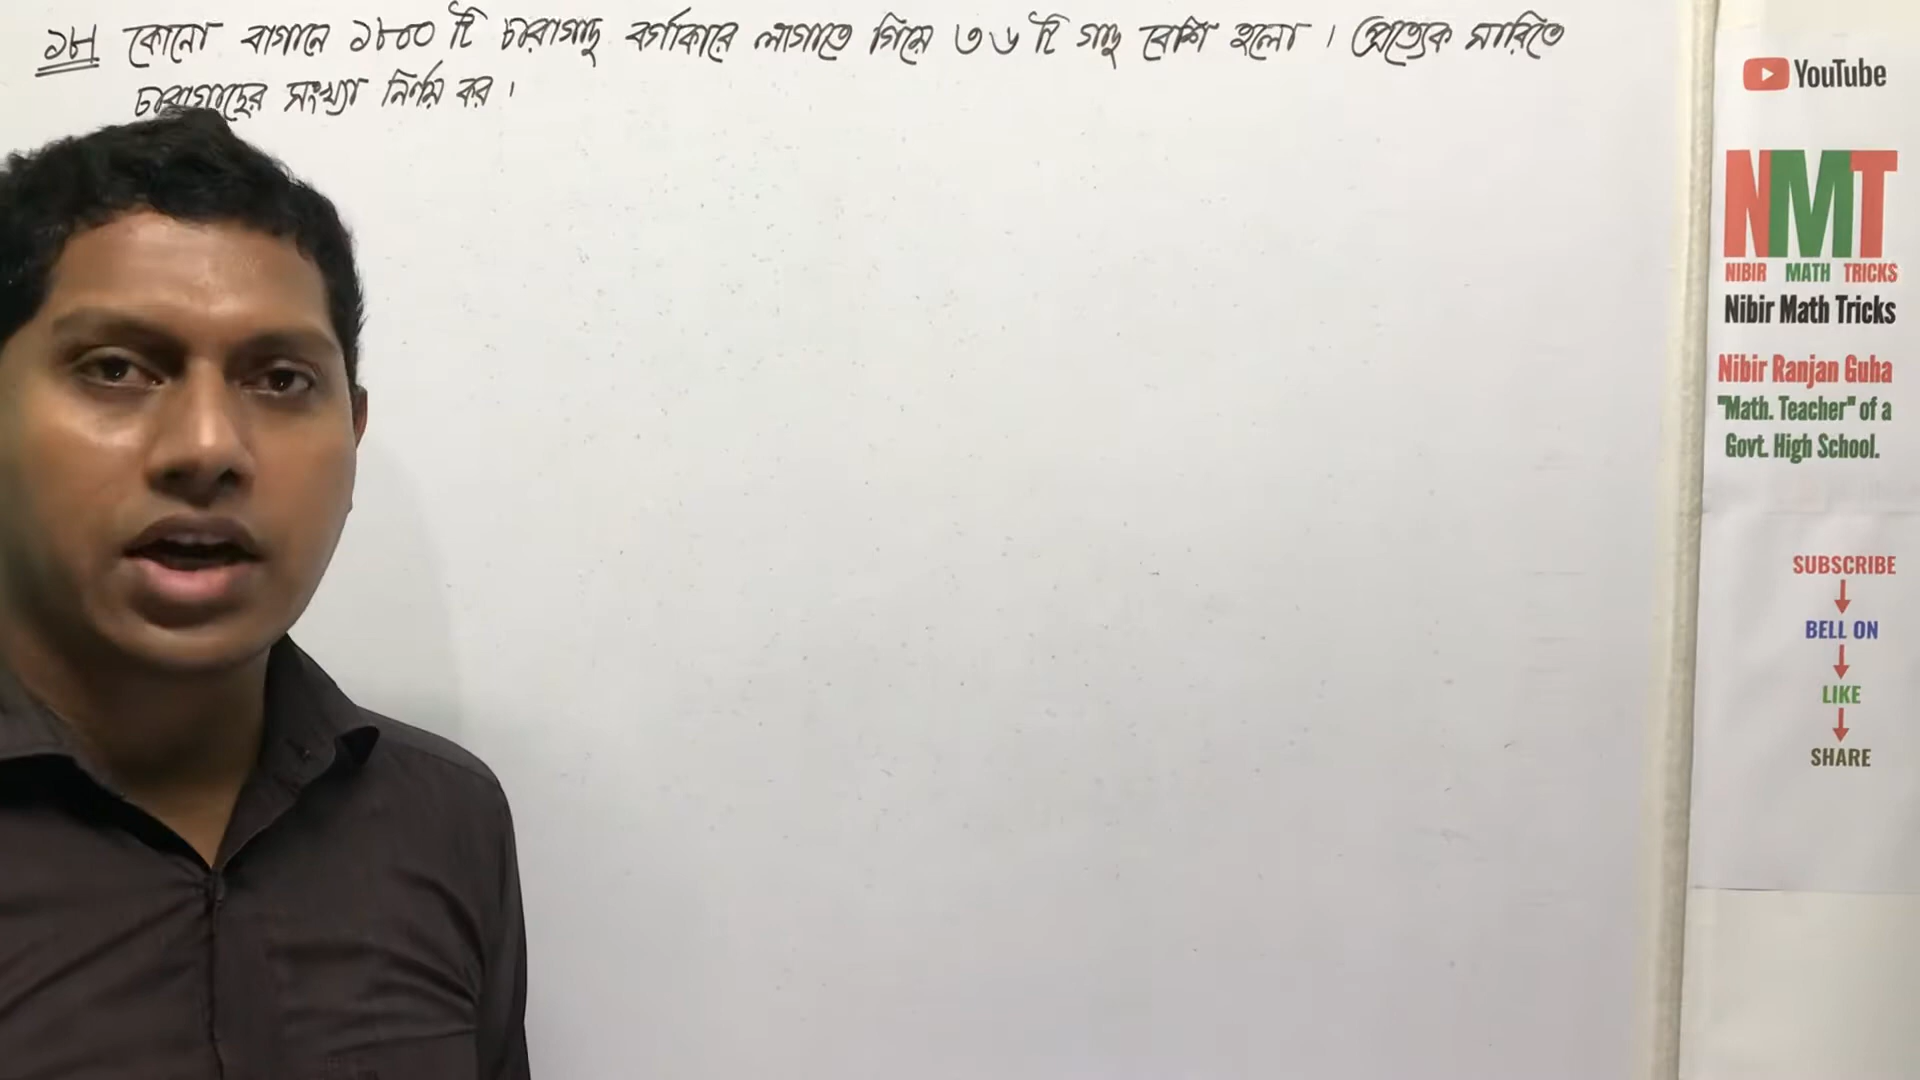 ১৮। কোনো বাগানে ১৮০০ টি চারাগাছ বর্গাকারে লাগাতে গিয়ে ৩৬ টি গাছ বেশি হলো । প্রত্যেক সারিতে
চারাগাছের সংখ্যা নির্ণয় কর ।
YouTube
NMT
NIBIR MATH TRICKS
Nibir Math Tricks
Nibir Ranjan Guha
"Math. Teacher" of a
Govt. High School.
SUBSCRIBE
BELL ON
LIKE
SHARE